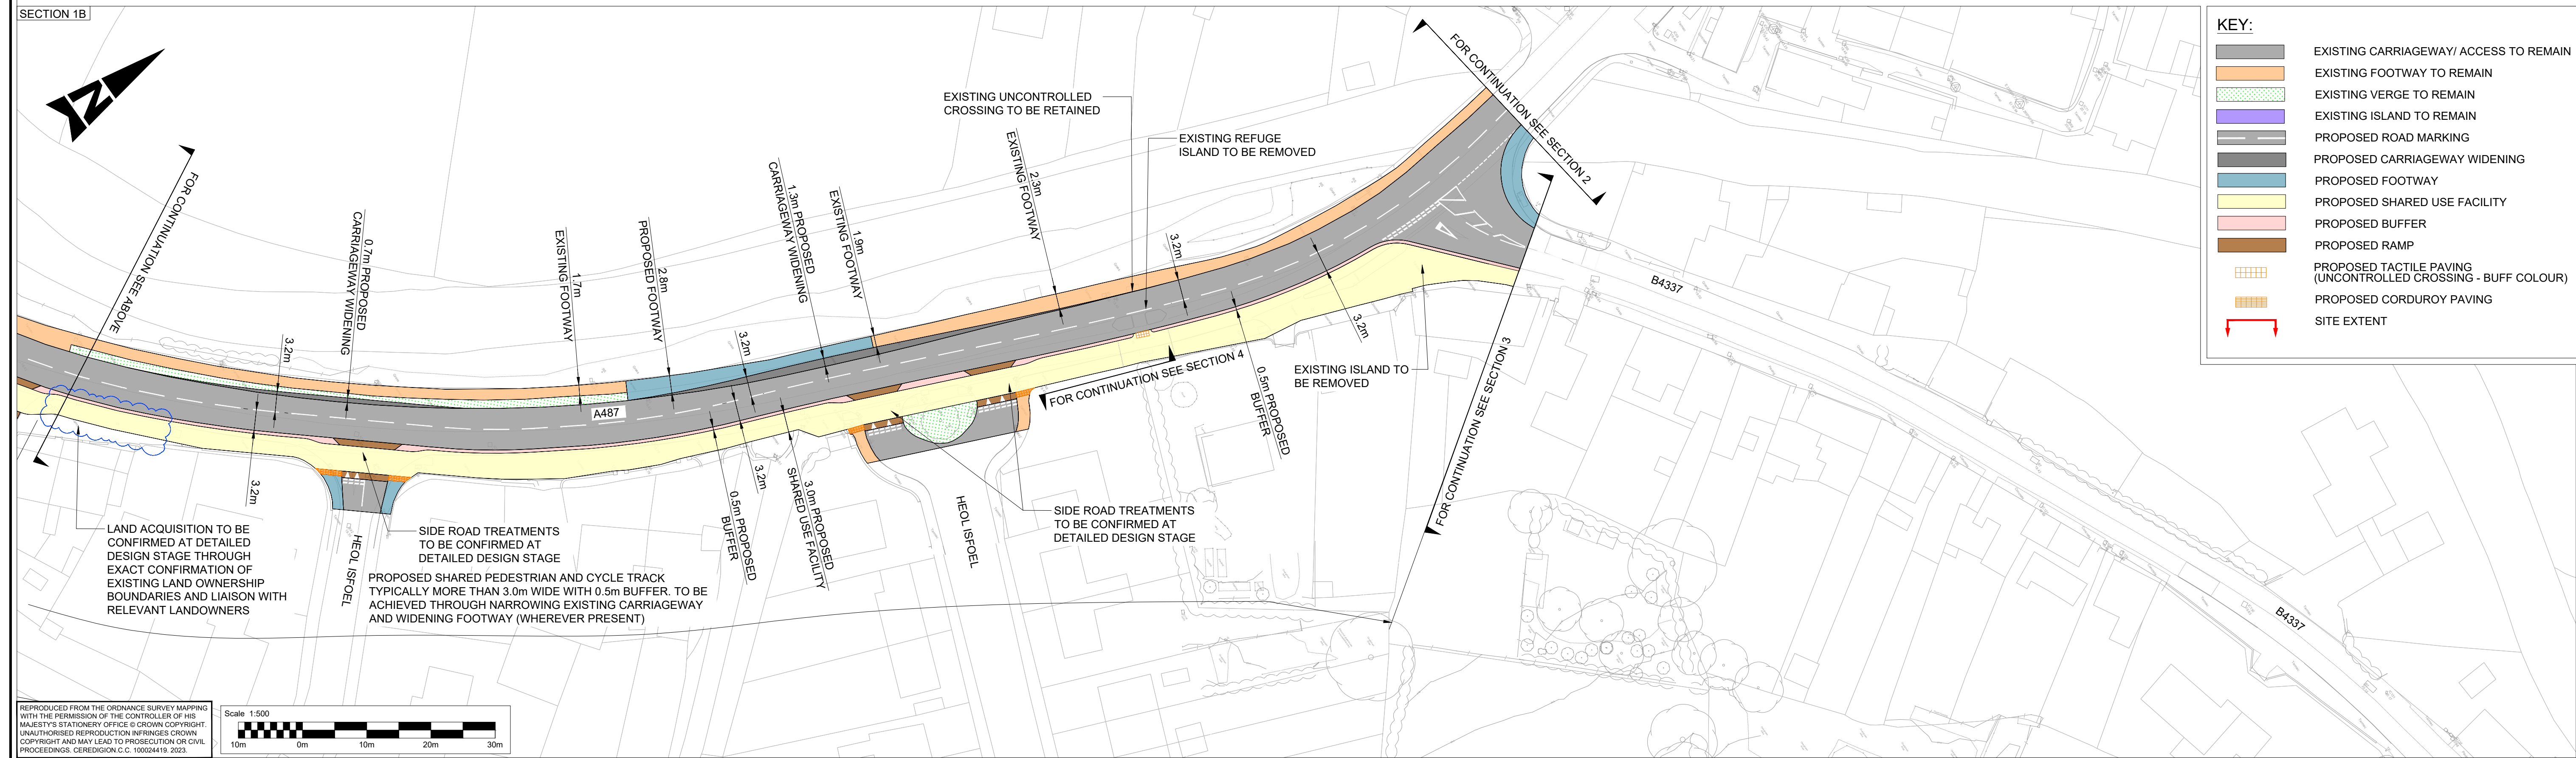 SECTION 1B
FOR CONTINUATION SEE ABOVE
3.2m
0.7m PROPOSED
CARRIAGEWAY WIDENING
1.7m
EXISTING FOOTWAY
2.8m
PROPOSED FOOTWAY
3.2m
1.3m PROPOSED
CARRIAGEWAY WIDENING
1.9m
EXISTING FOOTWAY
EXISTING UNCONTROLLED
CROSSING TO BE RETAINED
2.3m
EXISTING FOOTWAY
EXISTING REFUGE
ISLAND TO BE REMOVED
3.2m
FOR CONTINUATION SEE SECTION 2
A487
B4337
3.2m
EXISTING ISLAND TO
BE REMOVED
FOR CONTINUATION SEE SECTION 4
0.5m PROPOSED
BUFFER
FOR CONTINUATION SEE SECTION 3
3.2m
LAND ACQUISITION TO BE
CONFIRMED AT DETAILED
DESIGN STAGE THROUGH
EXACT CONFIRMATION OF
EXISTING LAND OWNERSHIP
BOUNDARIES AND LIAISON WITH
RELEVANT LANDOWNERS
HEOL ISFOEL
SIDE ROAD TREATMENTS
TO BE CONFIRMED AT
DETAILED DESIGN STAGE
PROPOSED SHARED PEDESTRIAN AND CYCLE TRACK
TYPICALLY MORE THAN 3.0m WIDE WITH 0.5m BUFFER. TO BE
ACHIEVED THROUGH NARROWING EXISTING CARRIAGEWAY
AND WIDENING FOOTWAY (WHEREVER PRESENT)
0.5m PROPOSED
BUFFER
3.2m
3.0m PROPOSED
SHARED USE FACILITY
HEOL ISFOEL
SIDE ROAD TREATMENTS
TO BE CONFIRMED AT
DETAILED DESIGN STAGE
B4337
REPRODUCED FROM THE ORDNANCE SURVEY MAPPING
WITH THE PERMISSION OF THE CONTROLLER OF HIS
MAJESTY'S STATIONERY OFFICE © CROWN COPYRIGHT.
UNAUTHORISED REPRODUCTION INFRINGES CROWN
COPYRIGHT AND MAY LEAD TO PROSECUTION OR CIVIL
PROCEEDINGS. CEREDIGION.C.C. 100024419. 2023.
Scale 1:500
10m 0m 10m 20m 30m
KEY:
EXISTING CARRIAGEWAY/ ACCESS TO REMAIN
EXISTING FOOTWAY TO REMAIN
EXISTING VERGE TO REMAIN
EXISTING ISLAND TO REMAIN
PROPOSED ROAD MARKING
PROPOSED CARRIAGEWAY WIDENING
PROPOSED FOOTWAY
PROPOSED SHARED USE FACILITY
PROPOSED BUFFER
PROPOSED RAMP
PROPOSED TACTILE PAVING
(UNCONTROLLED CROSSING - BUFF COLOUR)
PROPOSED CORDUROY PAVING
SITE EXTENT